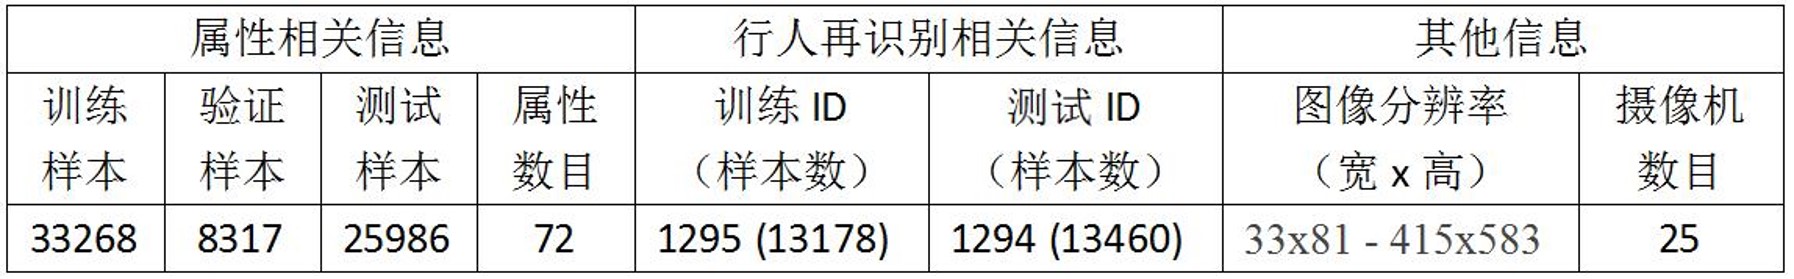 属性相关信息 行人再识别相关信息 其他信息
训练 验证 测试 属性 训练 ID 测试 ID 图像分辨率 摄像机
样本 样本 样本 数目 （样本数） （样本数） （宽 x 高） 数目
33268 8317 25986 72 1295 (13178) 1294 (13460) 33x81 - 415x583 25